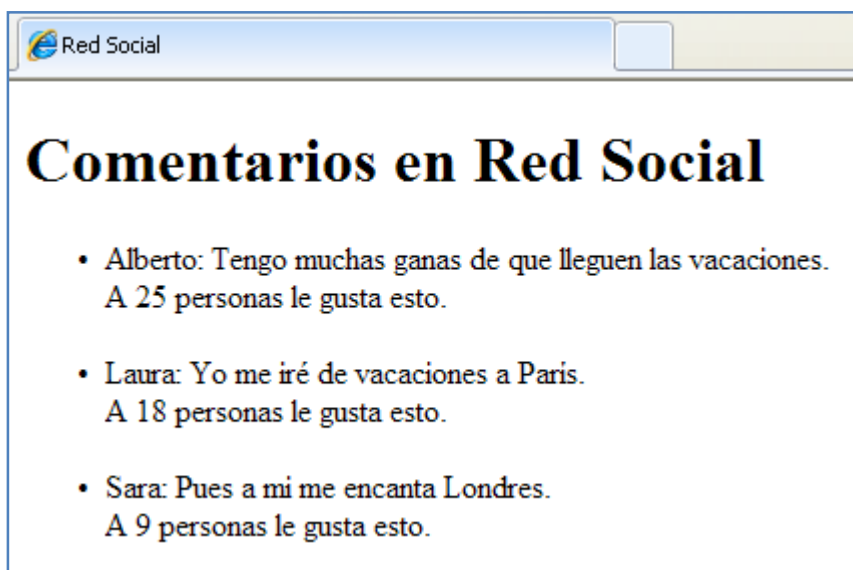 Red Social
Comentarios en Red Social
• Alberto: Tengo muchas ganas de que lleguen las vacaciones.
A 25 personas le gusta esto.
• Laura: Yo me iré de vacaciones a París.
A 18 personas le gusta esto.
• Sara: Pues a mi me encanta Londres.
A 9 personas le gusta esto.